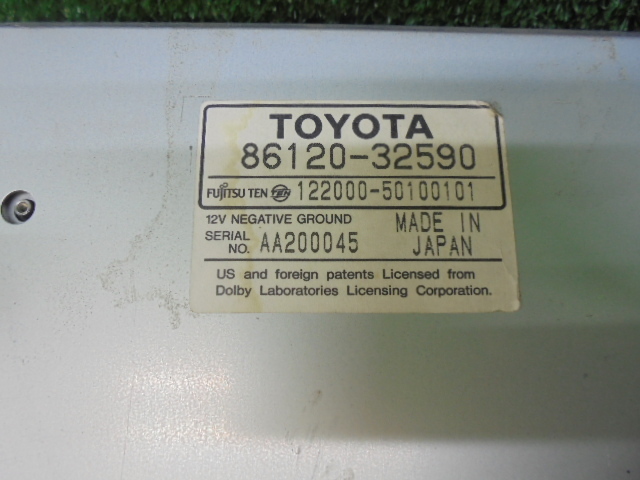 TOYOTA
86120-32590
FUJITSU TEN TEN 122000-50100101
12V NEGATIVE GROUND
SERIAL NO. AA200045
MADE IN JAPAN
US and foreign patents Licensed from
Dolby Laboratories Licensing Corporation.